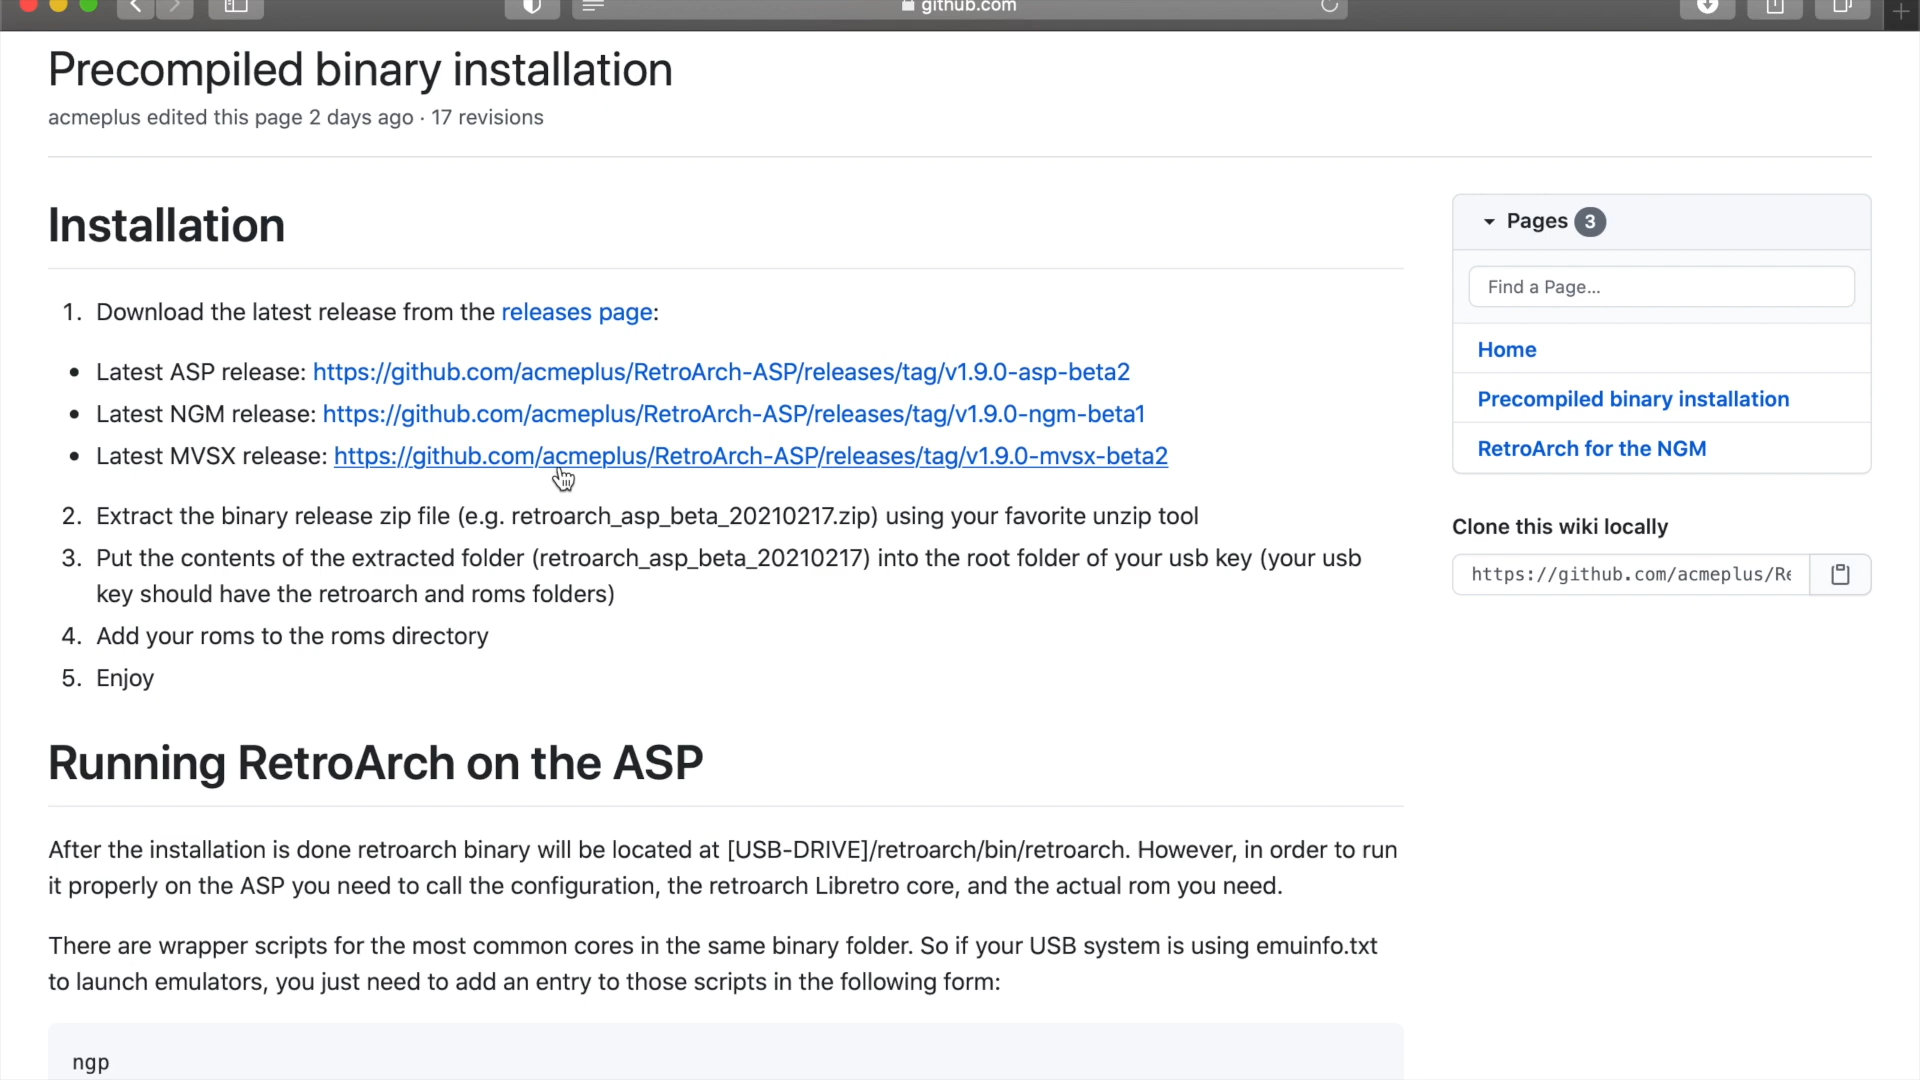 github.com
Precompiled binary installation
acmeplus edited this page 2 days ago · 17 revisions
Installation
Pages 3
Find a Page...
1. Download the latest release from the releases page:
Home
• Latest ASP release: https://github.com/acmeplus/RetroArch-ASP/releases/tag/v1.9.0-asp-beta2
Precompiled binary installation
• Latest NGM release: https://github.com/acmeplus/RetroArch-ASP/releases/tag/v1.9.0-ngm-beta1
RetroArch for the NGM
• Latest MVSX release: https://github.com/acmeplus/RetroArch-ASP/releases/tag/v1.9.0-mvsx-beta2
2. Extract the binary release zip file (e.g. retroarch_asp_beta_20210217.zip) using your favorite unzip tool
Clone this wiki locally
3. Put the contents of the extracted folder (retroarch_asp_beta_20210217) into the root folder of your usb key (your usb
https://github.com/acmeplus/Re
key should have the retroarch and roms folders)
4. Add your roms to the roms directory
5. Enjoy
Running RetroArch on the ASP
After the installation is done retroarch binary will be located at [USB-DRIVE]/retroarch/bin/retroarch. However, in order to run
it properly on the ASP you need to call the configuration, the retroarch Libretro core, and the actual rom you need.
There are wrapper scripts for the most common cores in the same binary folder. So if your USB system is using emuinfo.txt
to launch emulators, you just need to add an entry to those scripts in the following form:
ngp